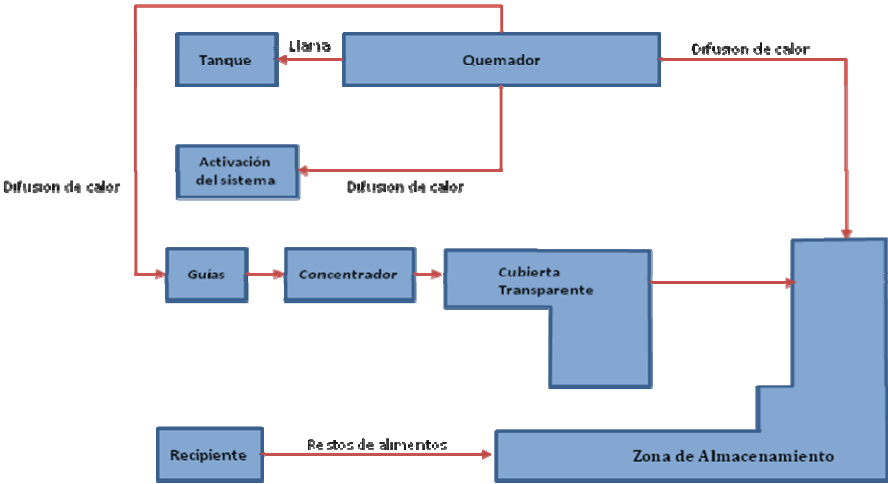 Llama
Tanque
Quemador
Difusion de calor
Activación
del sistema
Difusion de calor
Difusion de calor
Guías
Concentrador
Cubierta
Transparente
Recipiente
Restos de alimentos
Zona de Almacenamiento